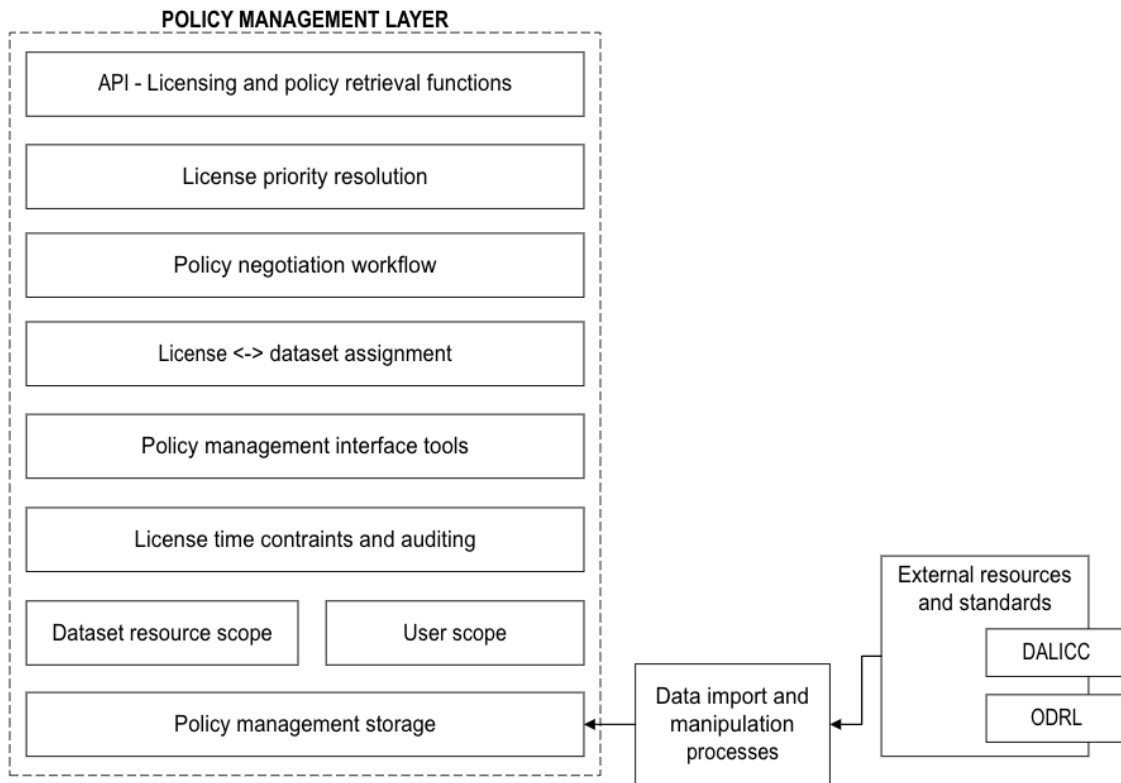 POLICY MANAGEMENT LAYER
API - Licensing and policy retrieval functions
License priority resolution
Policy negotiation workflow
License <-> dataset assignment
Policy management interface tools
License time contraints and auditing
Dataset resource scope
User scope
Policy management storage
Data import and
manipulation
processes
External resources
and standards
DALICC
ODRL